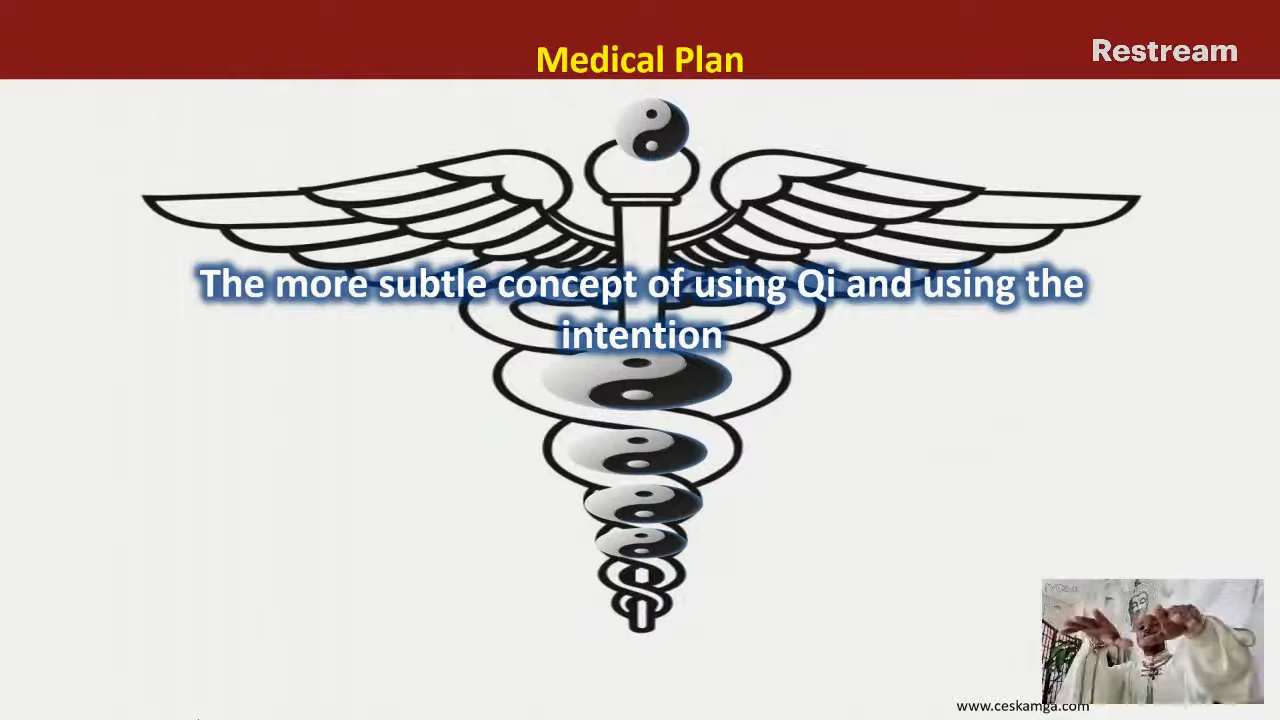 Medical Plan
Restream
The more subtle concept of using Qi and using the
intention
www.ceskamga.com